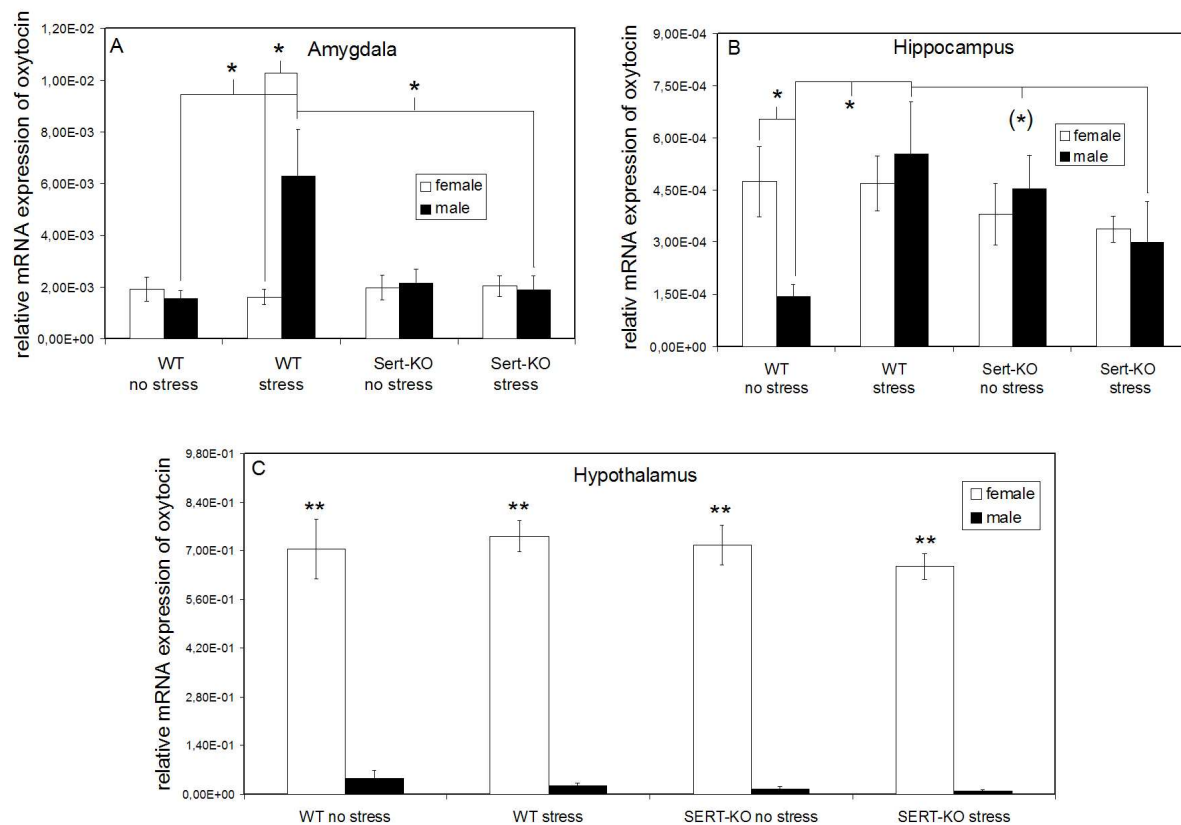 A
Amygdala
relative mRNA expression of oxytocin
1,20E-02
1,00E-02
8,00E-03
6,00E-03
4,00E-03
2,00E-03
0,00E+00
*
*
*
female
male
WT
no stress
WT
stress
Sert-KO
no stress
Sert-KO
stress
B
Hippocampus
relativ mRNA expression of oxytocin
9,00E-04
7,50E-04
6,00E-04
4,50E-04
3,00E-04
1,50E-04
0,00E+00
*
*
(*)
female
male
WT
no stress
WT
stress
Sert-KO
no stress
Sert-KO
stress
C
Hypothalamus
relative mRNA expression of oxytocin
9,80E-01
8,40E-01
7,00E-01
5,60E-01
4,20E-01
2,80E-01
1,40E-01
0,00E+00
**
**
**
**
female
male
WT no stress
WT stress
SERT-KO no stress
SERT-KO stress